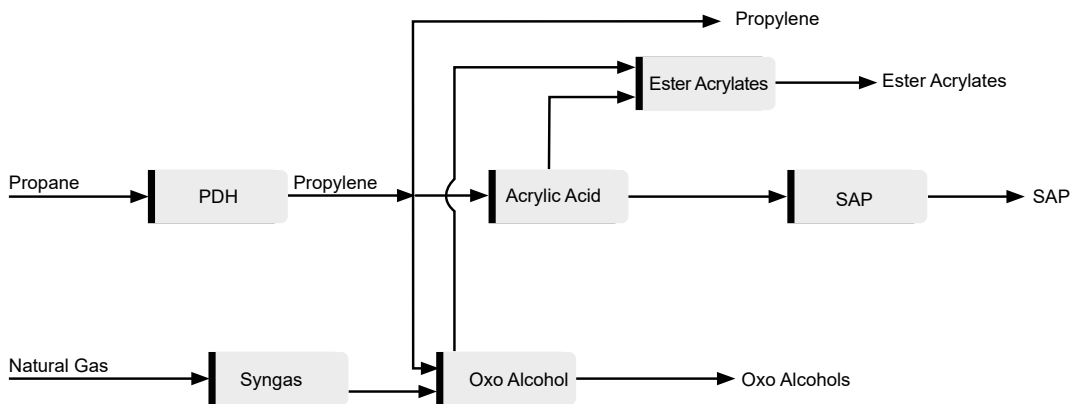 Propylene
Ester Acrylates
Ester Acrylates
Propane
PDH
Propylene
Acrylic Acid
SAP
SAP
Natural Gas
Syngas
Oxo Alcohol
Oxo Alcohols